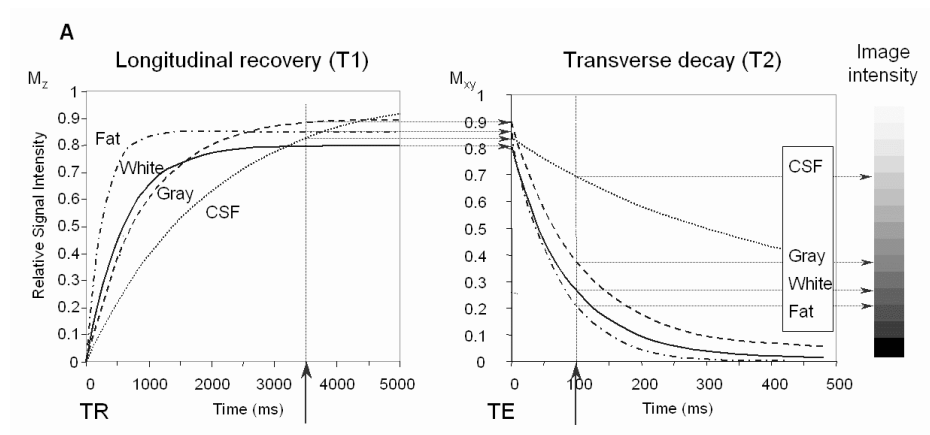 A
Longitudinal recovery (T1)
Transverse decay (T2)
Image
intensity
Mz
Mxy
Relative Signal Intensity
1
0.9
0.8
0.7
0.6
0.5
0.4
0.3
0.2
0.1
0
Fat
White
Gray
CSF
0 1000 2000 3000 4000 5000
TR
Time (ms)
1
0.9
0.8
0.7
0.6
0.5
0.4
0.3
0.2
0.1
0
CSF
Gray
White
Fat
0 100 200 300 400 500
TE
Time (ms)